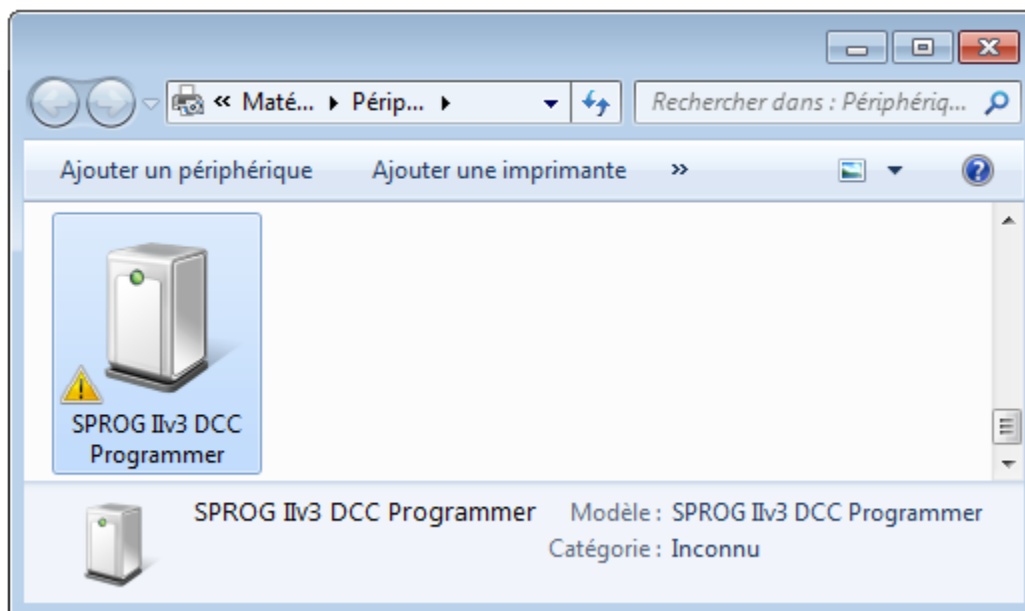 « Maté... ▸ Périp... ▸
Rechercher dans : Périphériq...
Ajouter un périphérique Ajouter une imprimante »
SPROG IIv3 DCC
Programmer
SPROG IIv3 DCC Programmer Modèle : SPROG IIv3 DCC Programmer
Catégorie : Inconnu